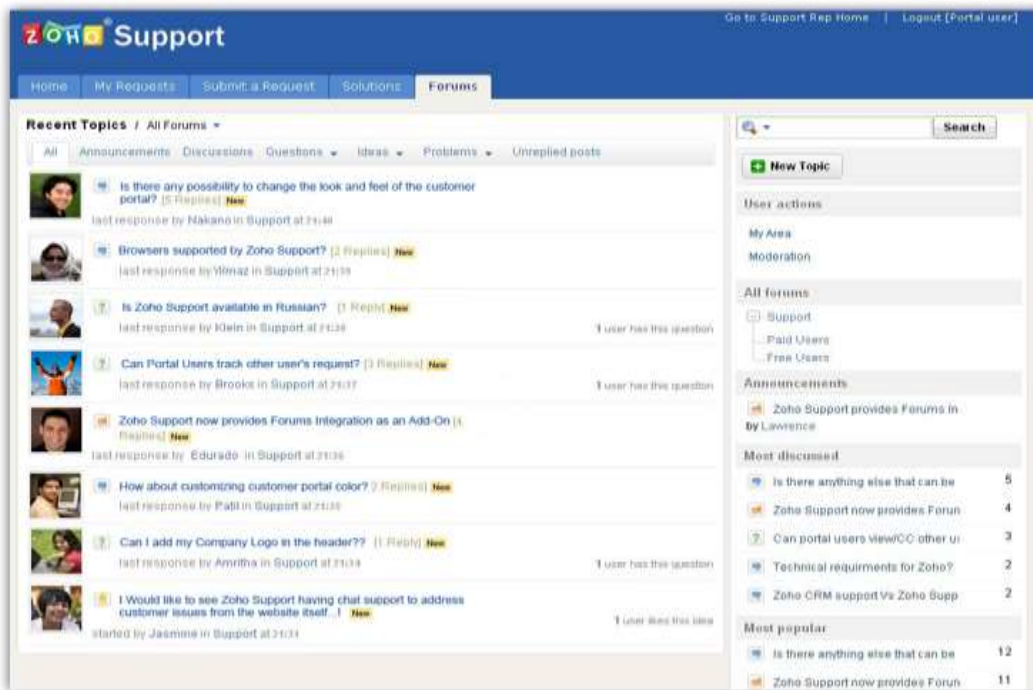 Go to Support Rep Home | Logout [Portal user]
ZOHO Support
Home My Requests Submit a Request Solutions Forums
Recent Topics / All Forums
Search
All Announcements Discussions Questions Ideas Problems Unreplied posts
New Topic
Is there any possibility to change the look and feel of the customer
portal? [5 Replies] New
last response by Nakano in Support at 21:40
Browsers supported by Zoho Support? [2 Replies] New
last response by Yilmaz in Support at 21:39
Is Zoho Support available in Russian? [1 Reply] New
last response by Klein in Support at 21:38
1 user has this question
Can Portal Users track other user's request? [3 Replies] New
last response by Brooks in Support at 21:37
1 user has this question
Zoho Support now provides Forums Integration as an Add-On [4
Replies] New
last response by Edurado in Support at 21:36
How about customizing customer portal color? 2 Replies] New
last response by Patil in Support at
Can I add my Company Logo in the header?? [1 Reply] New
last response by Amritha in Support at
1 user has this question
I Would like to see Zoho Support having chat support to address
customer issues from the website itself...! New
started by Jasmine in Support at 21:31
1 user likes this idea
User actions
My Area
Moderation
All forums
Support
Paid Users
Free Users
Announcements
Zoho Support provides Forums In
by Lawrence
Most discussed
Is there anything else that can be 5
Zoho Support now provides Forun 4
Can portal users view/CC other u 3
Technical requirments for Zoho? 2
Zoho CRM support Vs Zoho Supp 2
Most popular
Is there anything else that can be 12
Zoho Support now provides Forun 11